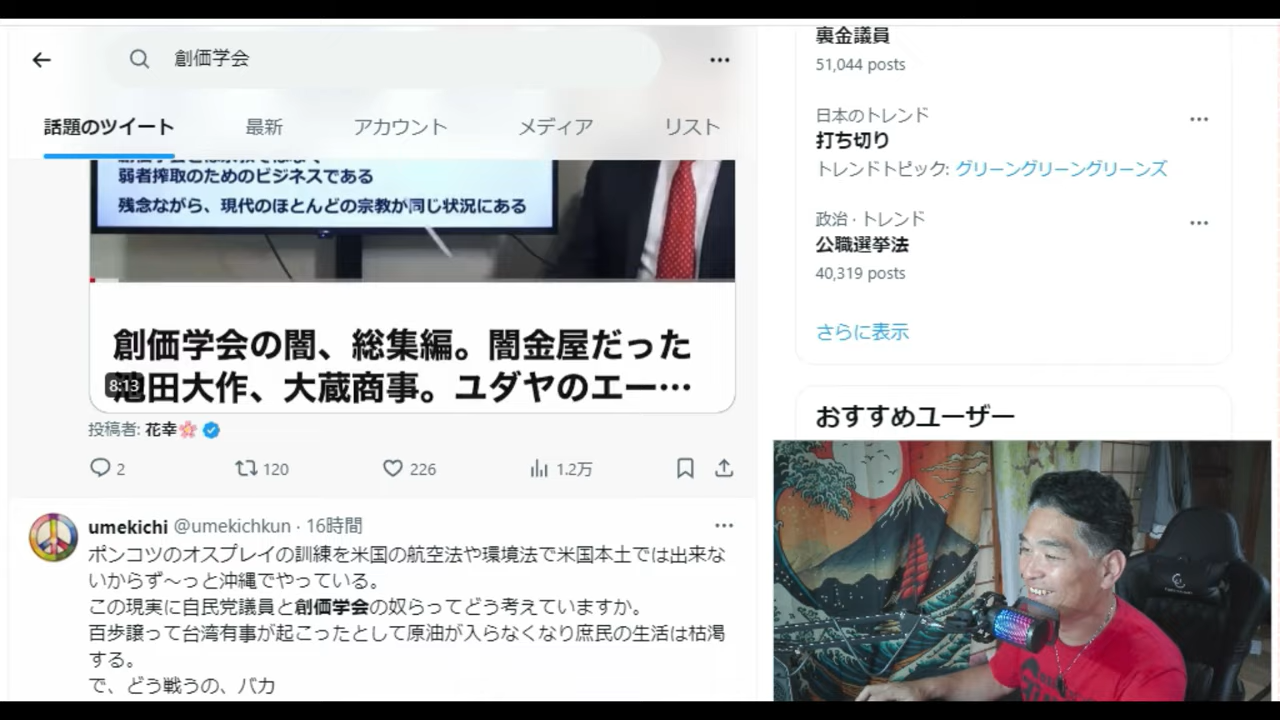 創価学会
話題のツイート
最新
アカウント
メディア
リスト
弱者搾取のためのビジネスである
残念ながら、現代のほとんどの宗教が同じ状況にある
創価学会の闇、総集編。闇金屋だった
池田大作、大蔵商事。ユダヤのエー…
8:13
投稿者: 花幸
2
120
226
1.2万
umekichi @umekichkun · 16時間
ポンコツのオスプレイの訓練を米国の航空法や環境法で米国本土では出来な
いからず〜っと沖縄でやっている。
この現実に自民党議員と創価学会の奴らってどう考えていますか。
百歩譲って台湾有事が起こったとして原油が入らなくなり庶民の生活は枯渇
する。
で、どう戦うの、バカ
裏金議員
51,044 posts
日本のトレンド
打ち切り
トレンドトピック: グリーングリーングリーンズ
政治 · トレンド
公職選挙法
40,319 posts
さらに表示
おすすめユーザー